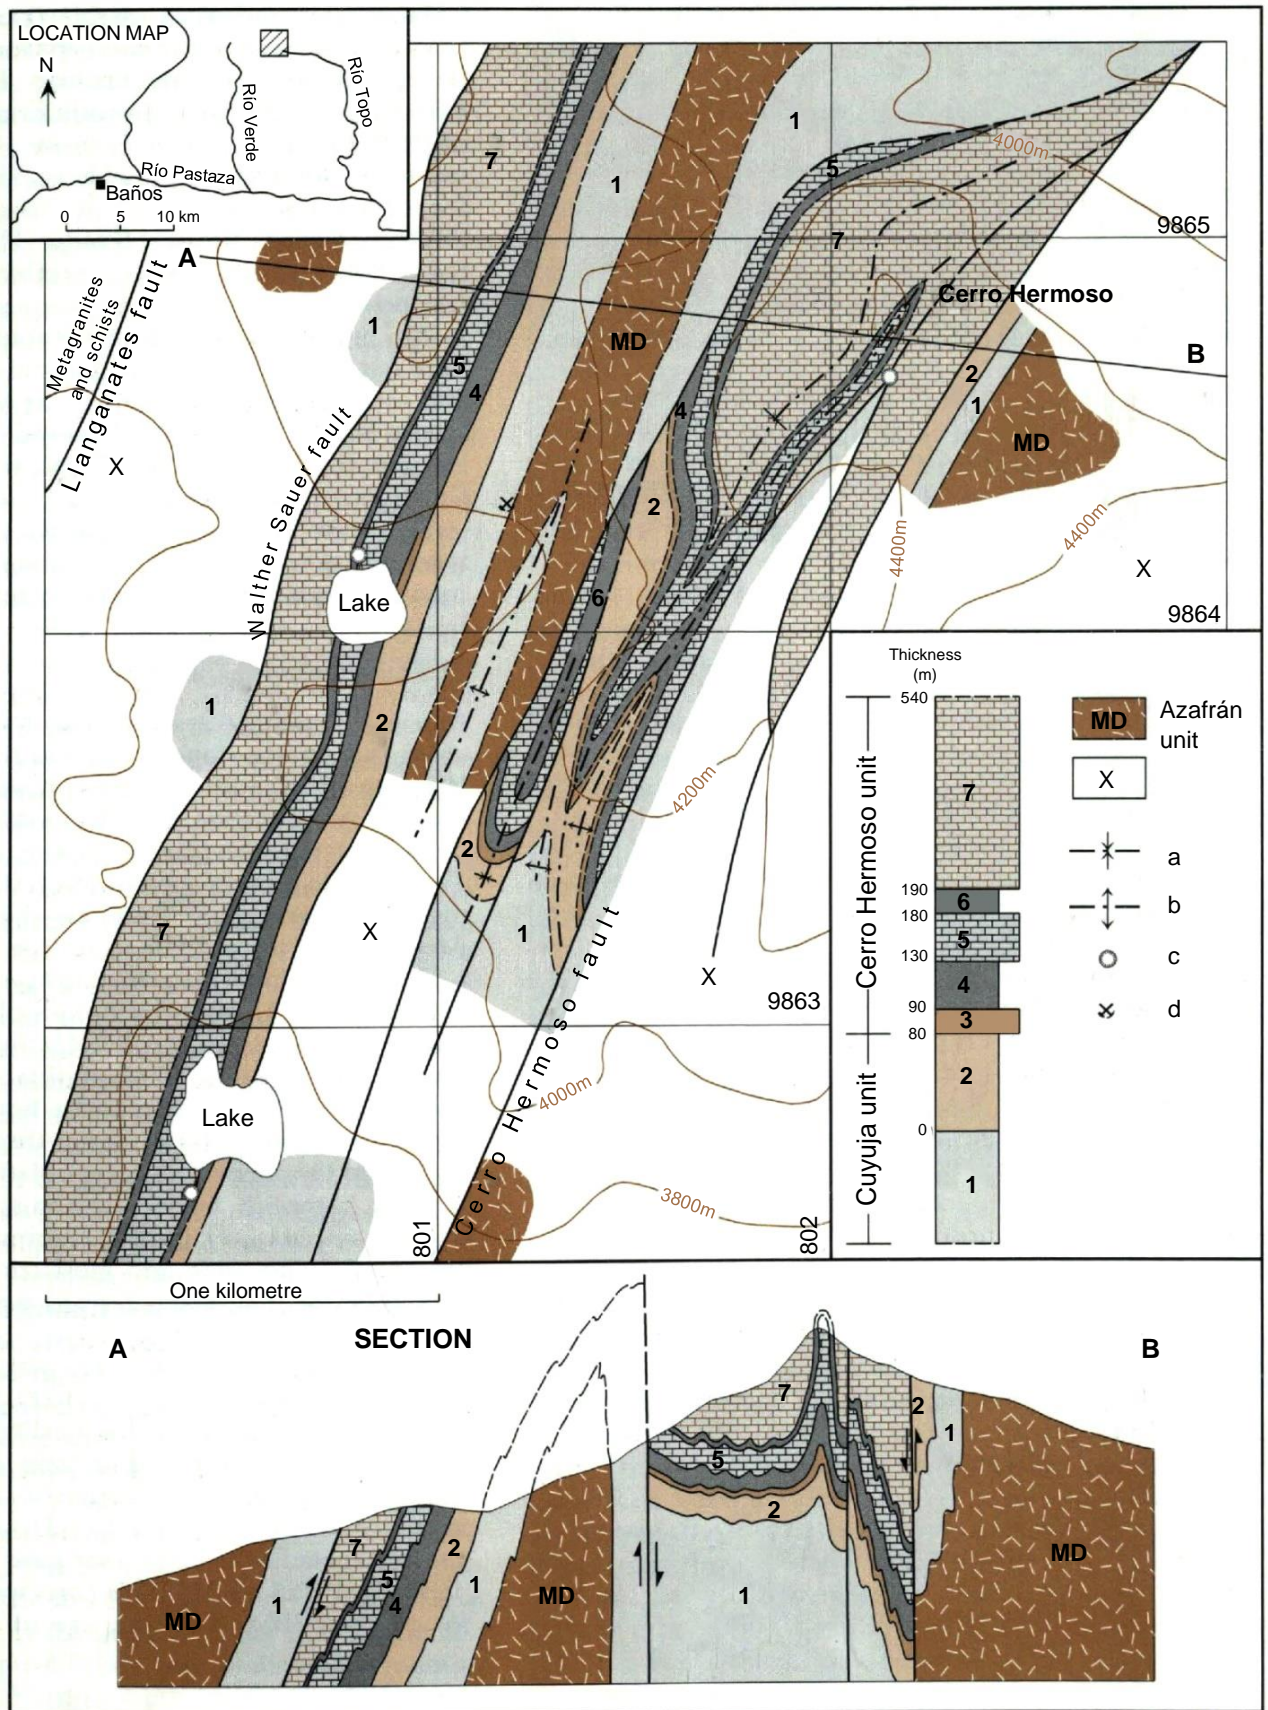 LOCATION MAP
N
Río Verde
Río Topo
Río Pastaza
Baños
0 5 10 km
A
B
Metagranites
and schists
Llanganates fault
Walther Sauer fault
Cerro Hermoso fault
Cerro Hermoso
7
1
1
5
7
4000m
9865
1
MD
5
4
4
2
2
1
MD
X
6
4400m
4400m
X
9864
Lake
1
2
4200m
2
7
X
1
X
9863
4000m
Lake
3800m
801
802
Thickness
(m)
540
7
190
6
180
5
130
4
90
3
80
2
0
1
Cerro Hermoso unit
Cuyuja unit
MD
Azafrán
unit
X
a
b
c
d
One kilometre
SECTION
A
B
7
5
2
2
1
7
2
5
4
1
1
MD
MD
1
MD